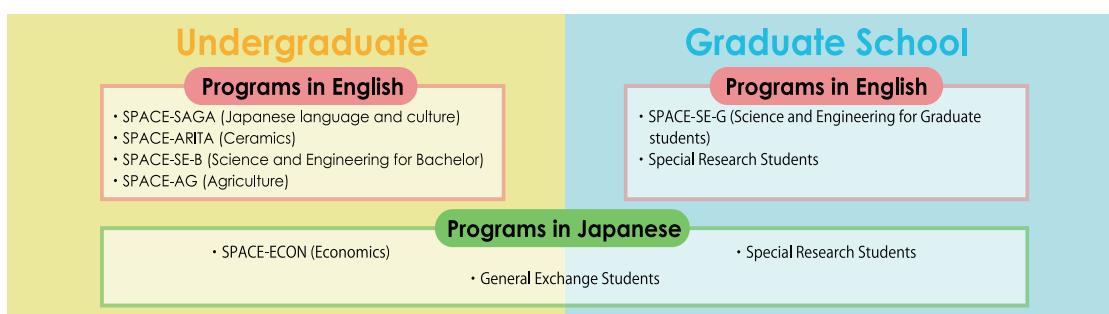 Undergraduate
Programs in English
・SPACE-SAGA (Japanese language and culture)
・SPACE-ARITA (Ceramics)
・SPACE-SE-B (Science and Engineering for Bachelor)
・SPACE-AG (Agriculture)
Graduate School
Programs in English
・SPACE-SE-G (Science and Engineering for Graduate
students)
・Special Research Students
Programs in Japanese
・SPACE-ECON (Economics)
・Special Research Students
・General Exchange Students